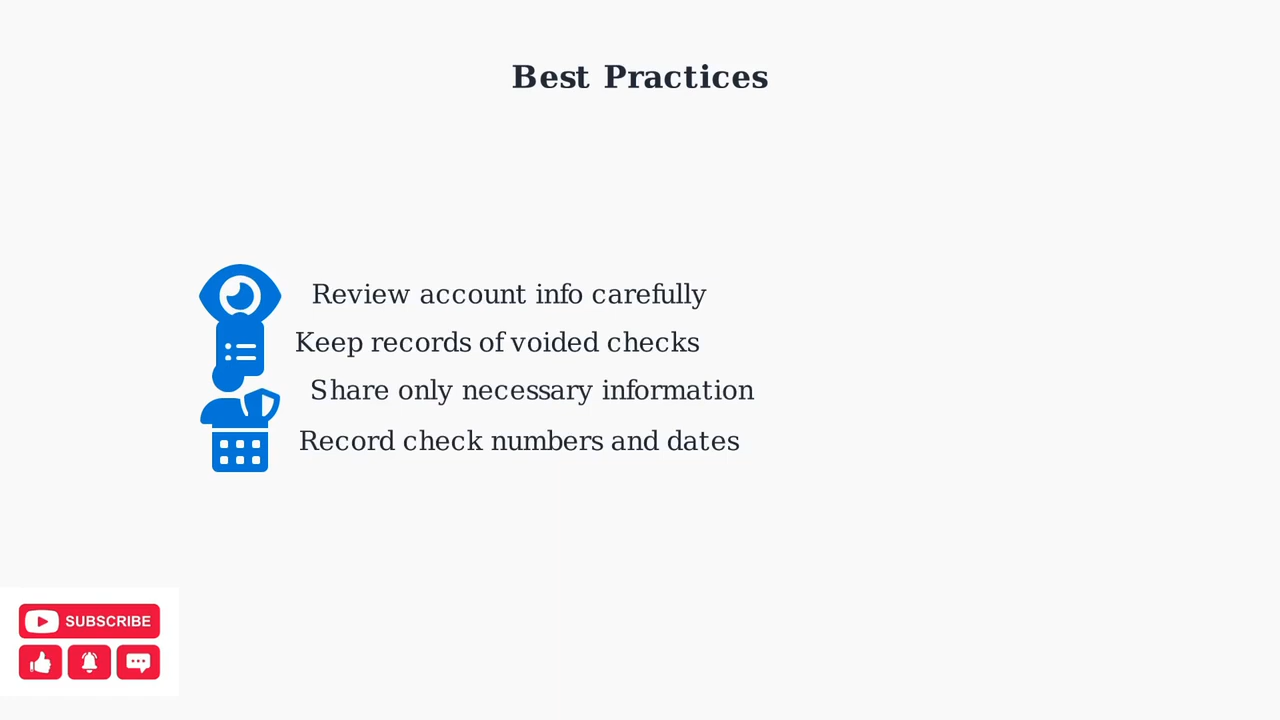 Best Practices
Review account info carefully
Keep records of voided checks
Share only necessary information
Record check numbers and dates
SUBSCRIBE